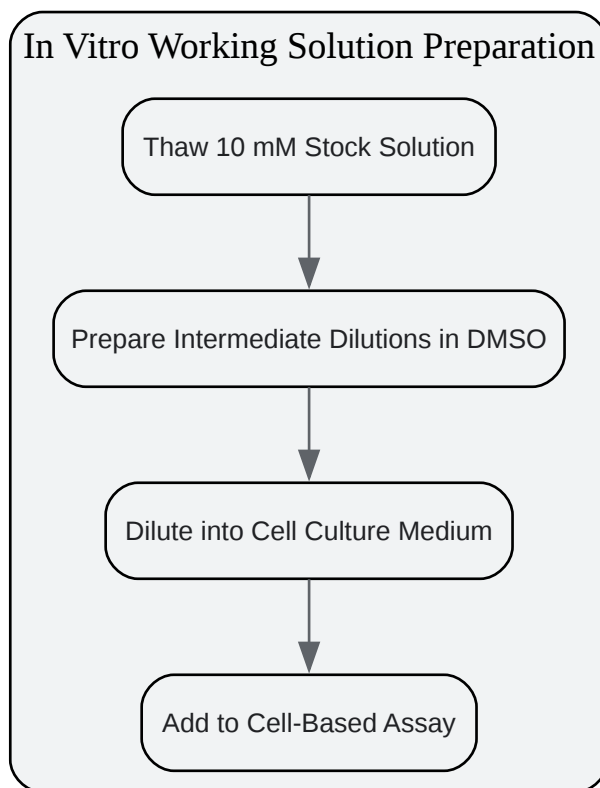 In Vitro Working Solution Preparation
Thaw 10 mM Stock Solution
Prepare Intermediate Dilutions in DMSO
Dilute into Cell Culture Medium
Add to Cell-Based Assay